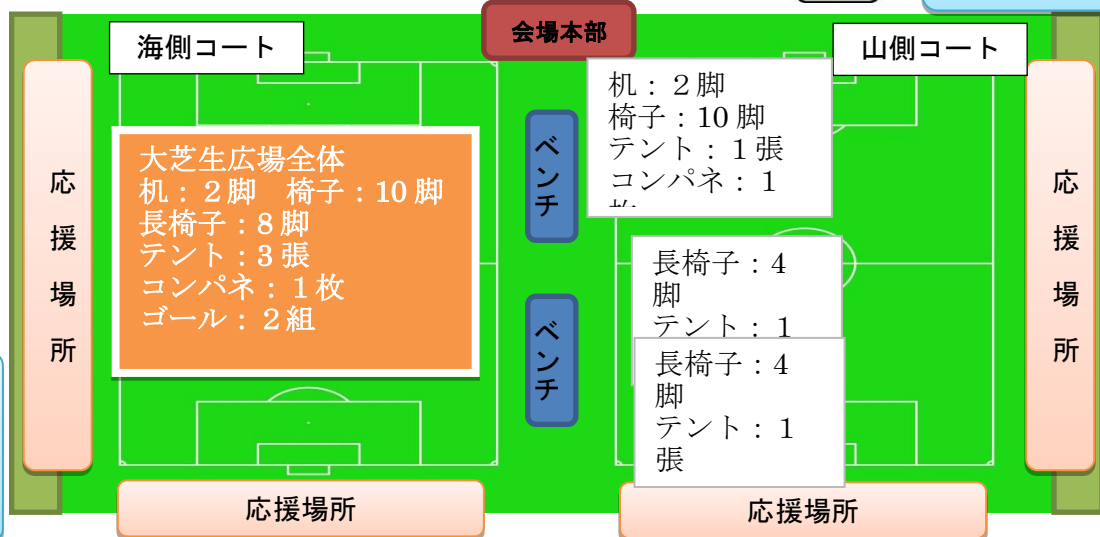 会場本部
海側コート
山側コート
机：２脚
椅子：10 脚
テント：１張
コンパネ：１
大芝生広場全体
机：２脚　椅子：10 脚
長椅子：8 脚
テント：3 張
コンパネ：１枚
ゴール：２組
ベンチ
ベンチ
長椅子：4
脚
テント：１
長椅子：4
脚
テント：１
張
応援場所
応援場所
応援場所
応援場所